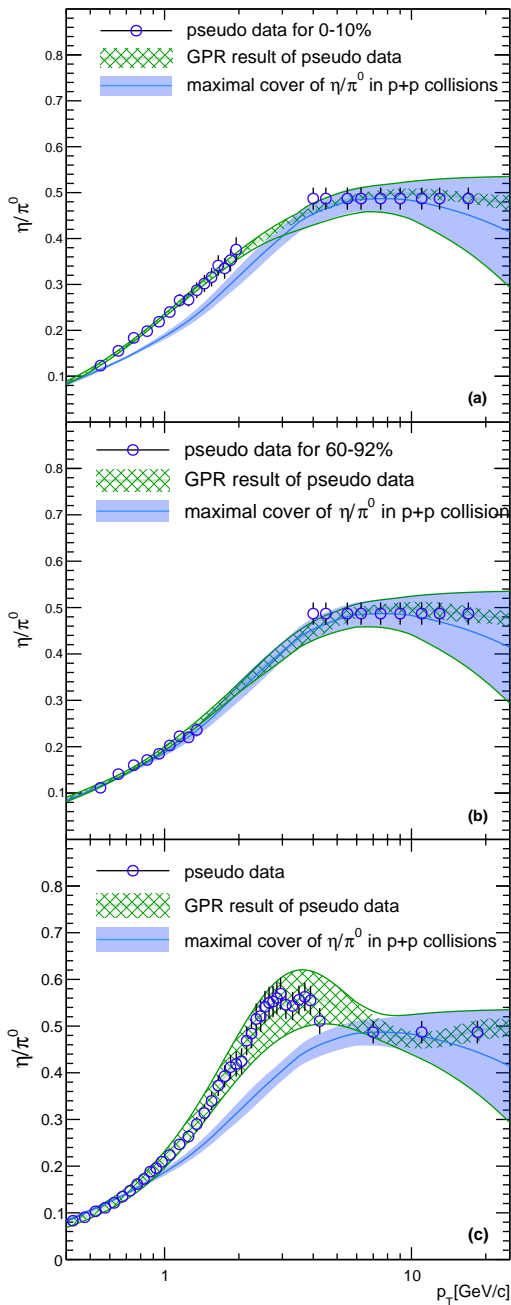 pseudo data for 0-10%
GPR result of pseudo data
maximal cover of η/π⁰ in p+p collisions
0.8
0.7
0.6
0.5
0.4
0.3
0.2
0.1
η/π⁰
(a)
pseudo data for 60-92%
GPR result of pseudo data
maximal cover of η/π⁰ in p+p collision
0.8
0.7
0.6
0.5
0.4
0.3
0.2
0.1
η/π⁰
(b)
pseudo data
GPR result of pseudo data
maximal cover of η/π⁰ in p+p collisions
0.8
0.7
0.6
0.5
0.4
0.3
0.2
0.1
0
η/π⁰
(c)
1
10
p_T[GeV/c]